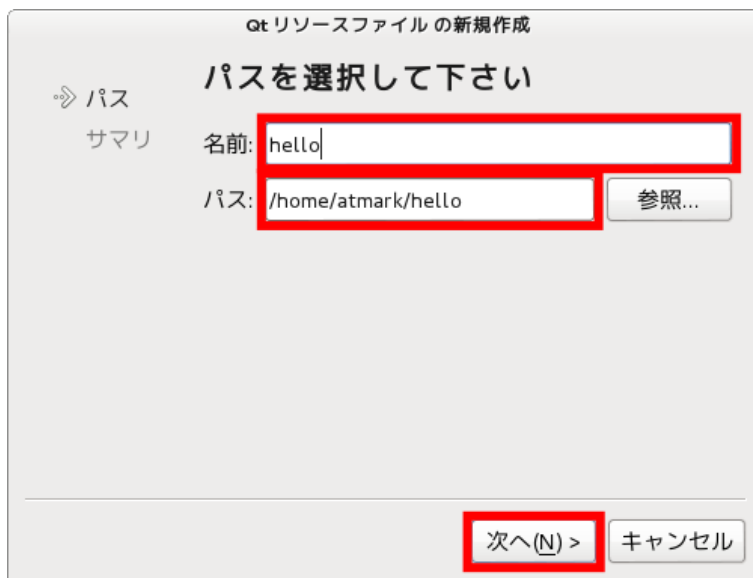 Qt リソースファイル の新規作成
パスを選択して下さい
パス
サマリ
名前: hello
パス: /home/atmark/hello 参照...
次へ(N) > キャンセル